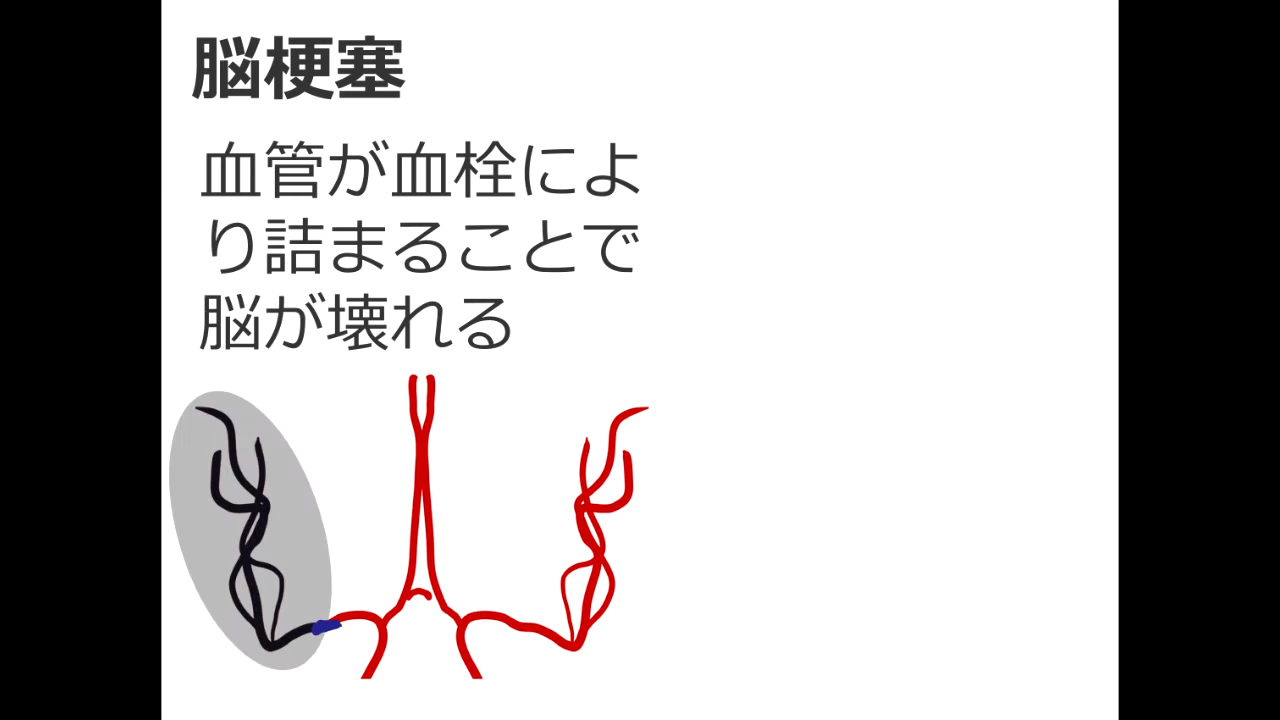 脳梗塞
血管が血栓によ
り詰まることで
脳が壊れる